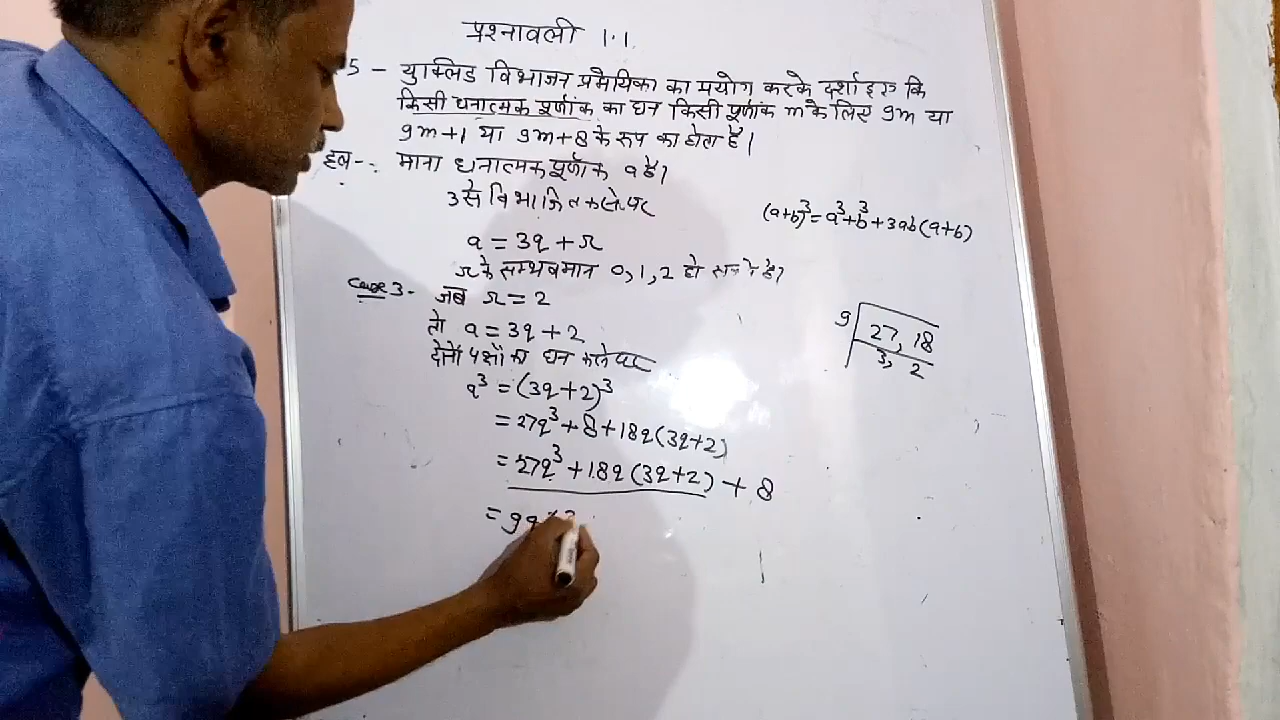 प्रश्नावली 1.1
5 - युक्लिड विभाजन प्रमेयिका का प्रयोग करके दर्शाइए कि
किसी धनात्मक पूर्णांक का घन किसी पूर्णांक m के लिए 9m या
9m+1 या 9m+8 के रूप का होता है।
हल-: माना धनात्मक पूर्णांक a है।
3 से विभाजित करने पर
(a+b)³ = a³+b³+3ab(a+b)
a = 3q + r
r के सम्भव मान 0, 1, 2 हो सकते है।
Case 3 - जब r = 2
तो a = 3q + 2
दोनों पक्षों का घन करने पर
9 27, 18
3, 2
a³ = (3q+2)³
= 27q³ + 8 + 18q(3q+2)
= 27q³ + 18q(3q+2) + 8
= 9q